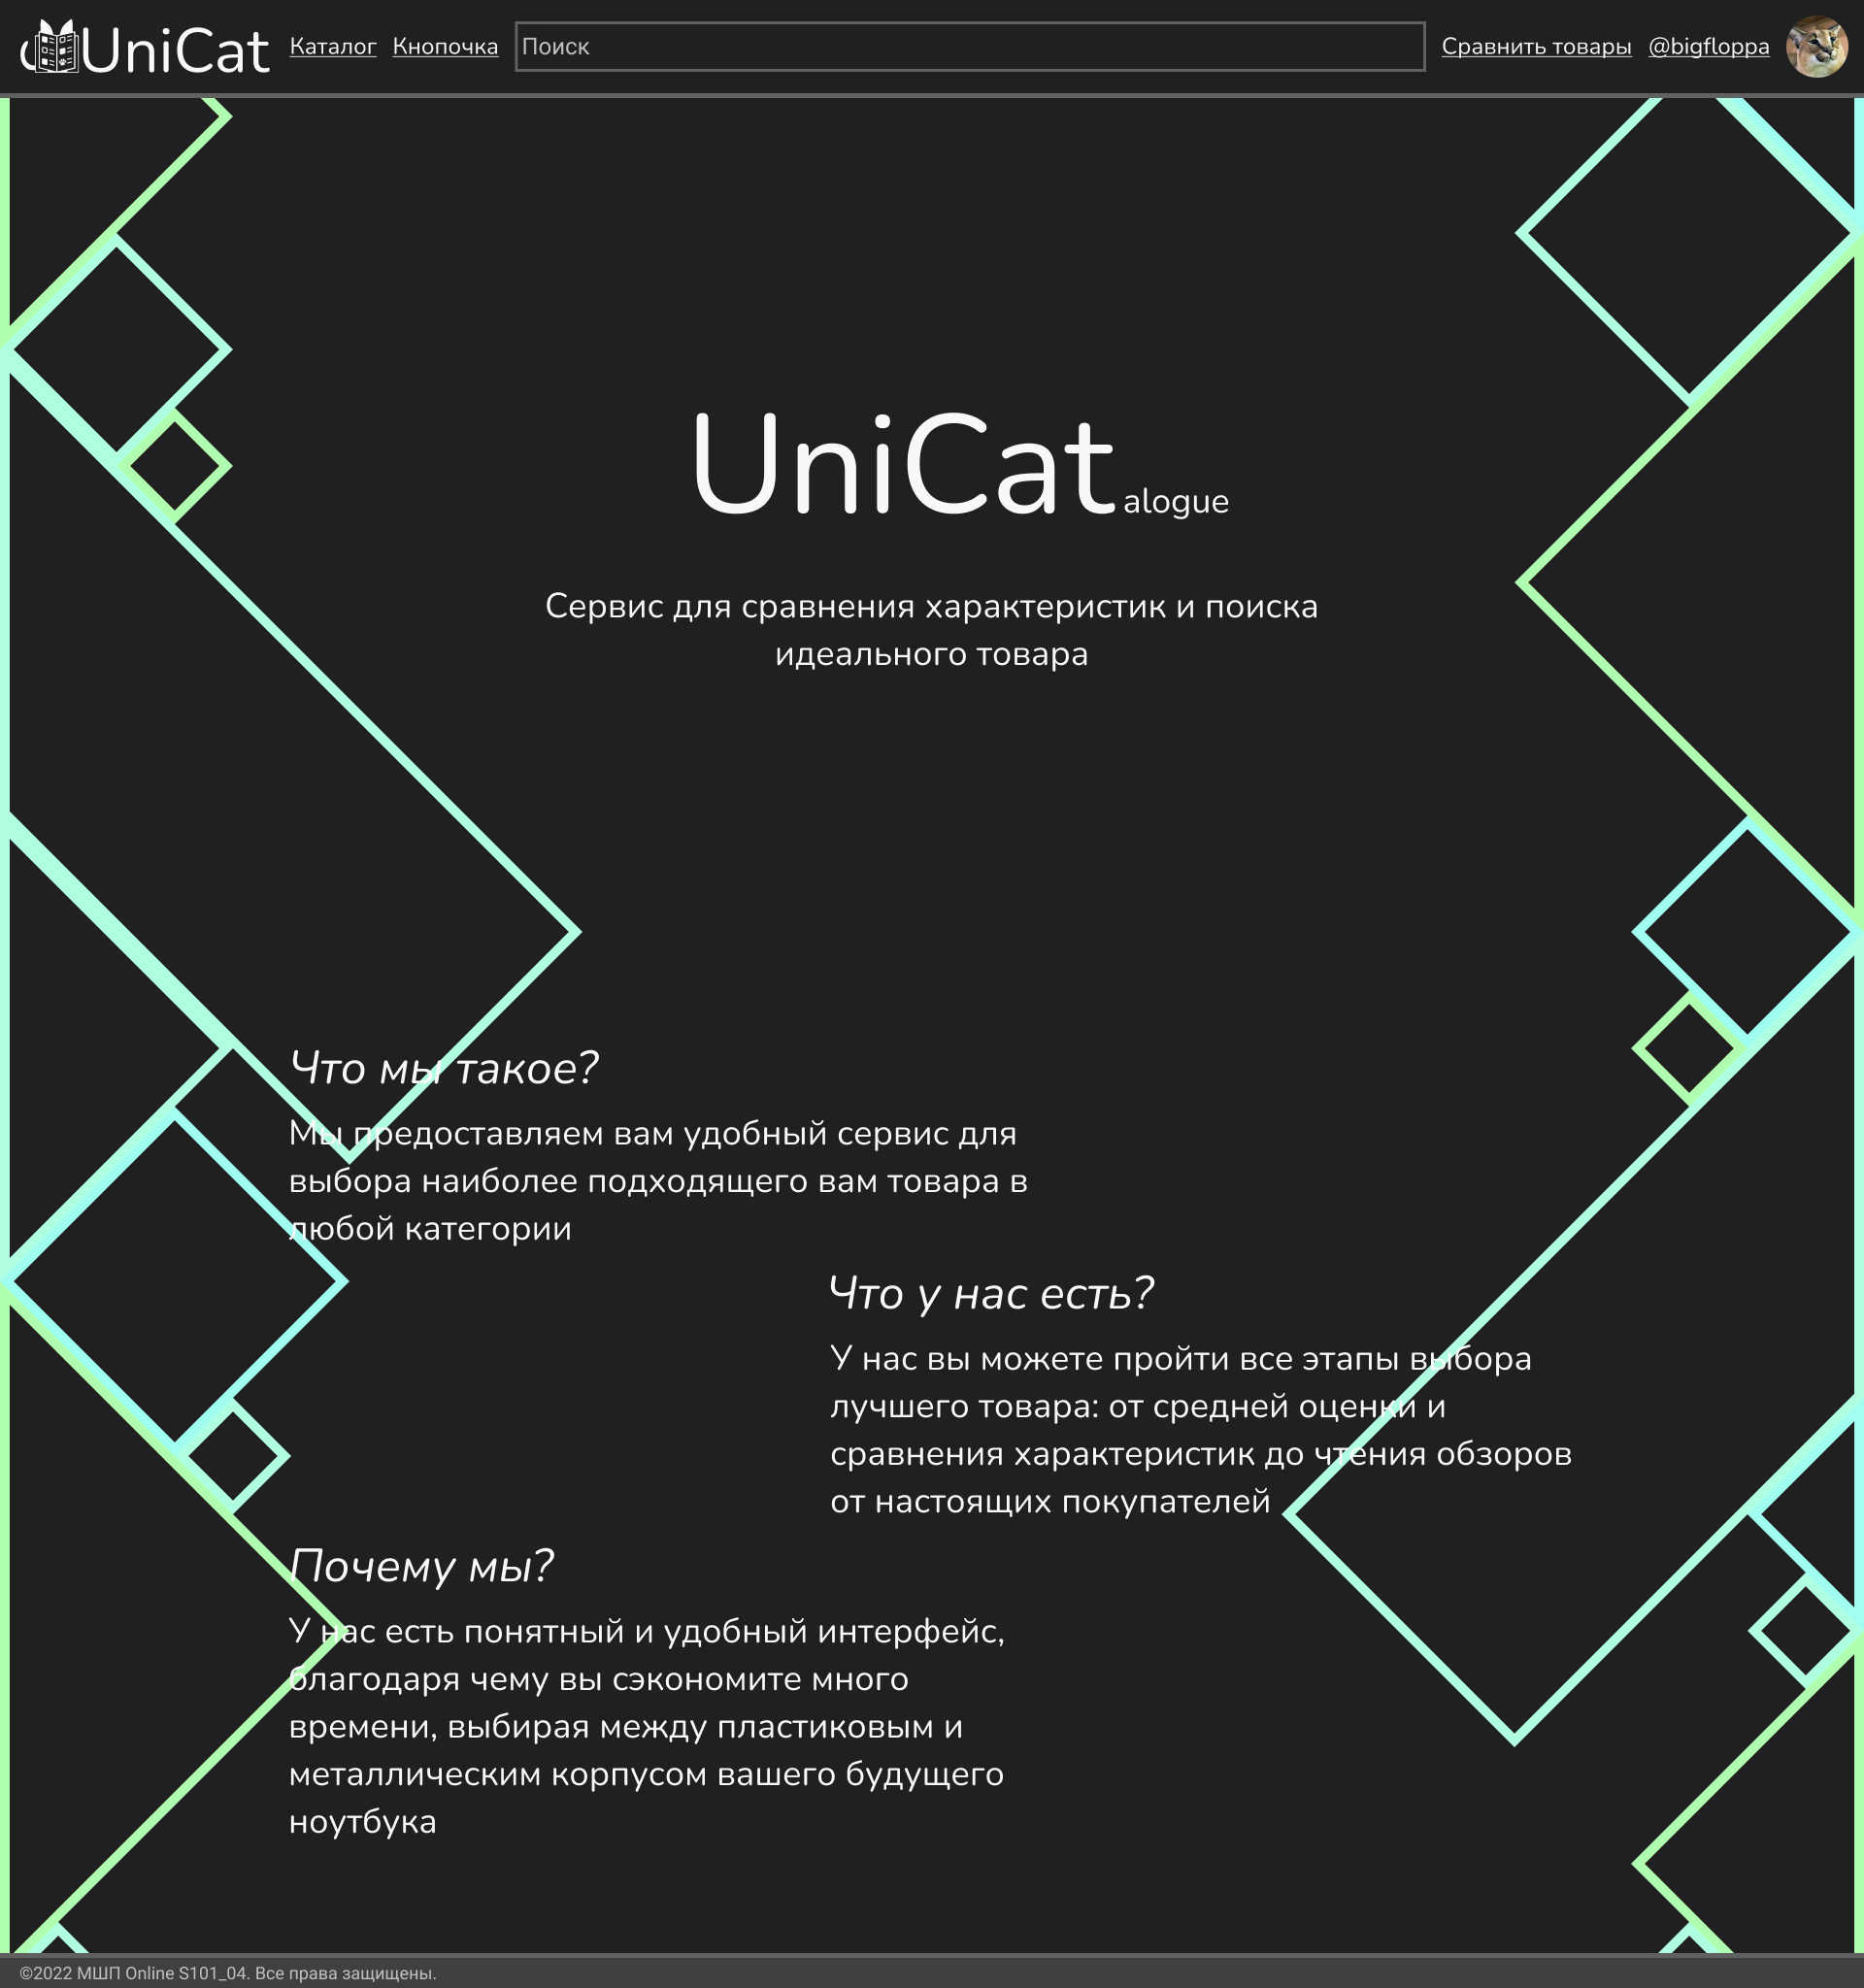 UniCat Каталог Кнопочка Поиск Сравнить товары @bigfloppa
UniCat alogue
Сервис для сравнения характеристик и поиска
идеального товара
Что мы такое?
Мы предоставляем вам удобный сервис для
выбора наиболее подходящего вам товара в
любой категории
Что у нас есть?
У нас вы можете пройти все этапы выбора
лучшего товара: от средней оценки и
сравнения характеристик до чтения обзоров
от настоящих покупателей
Почему мы?
У нас есть понятный и удобный интерфейс,
благодаря чему вы сэкономите много
времени, выбирая между пластиковым и
металлическим корпусом вашего будущего
ноутбука
©2022 МШП Online S101_04. Все права защищены.